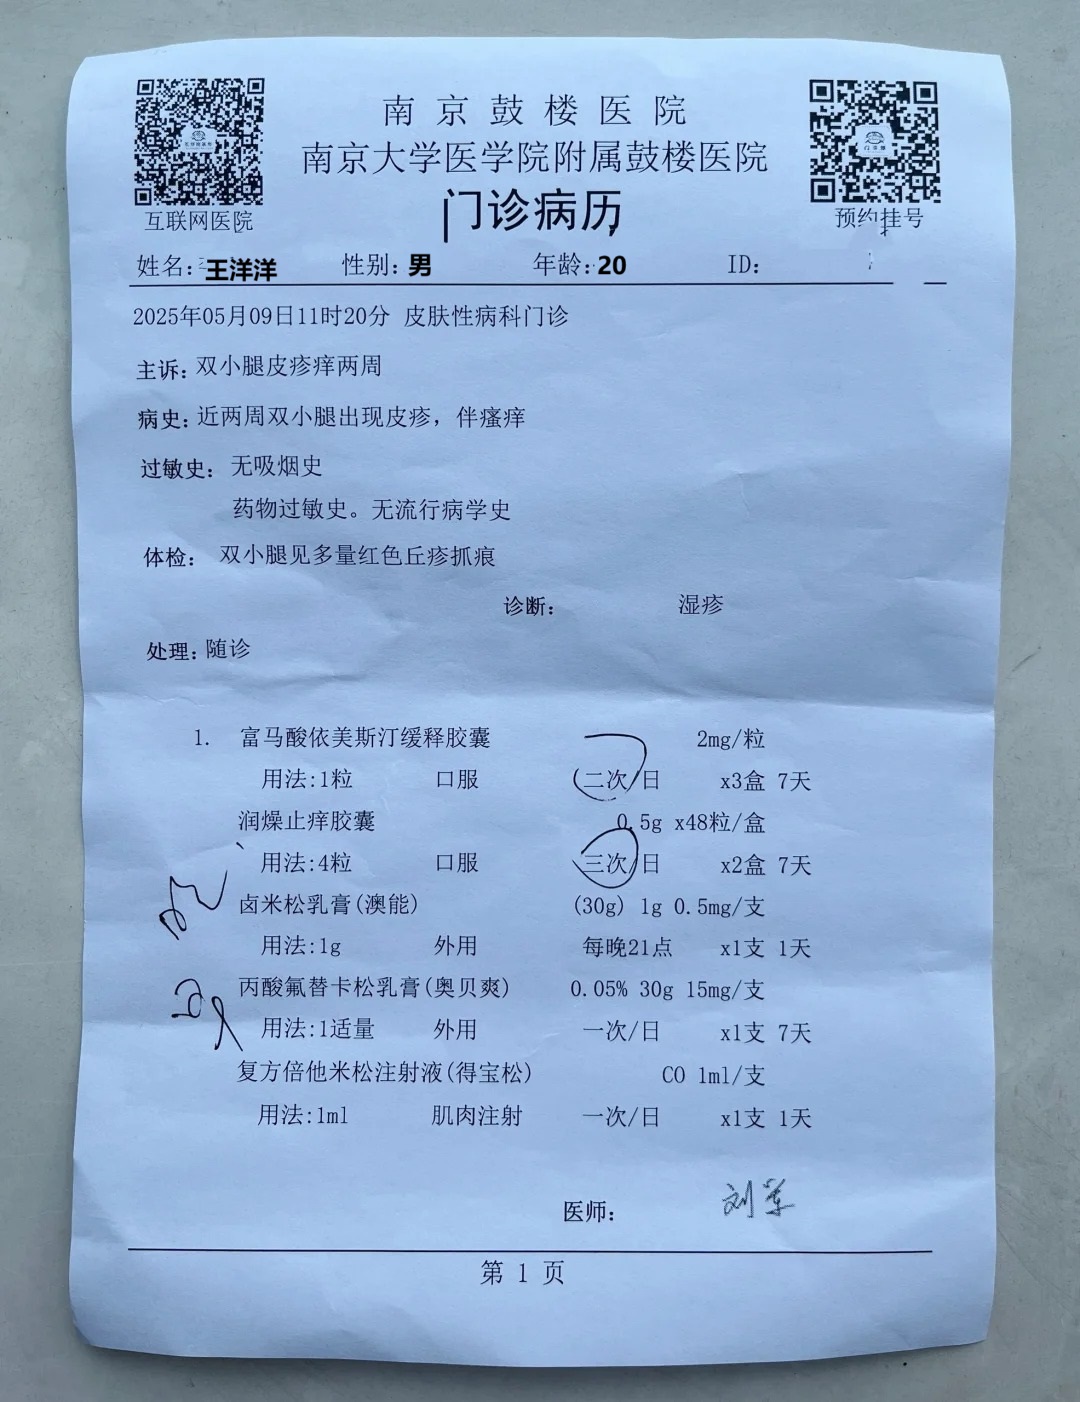 南京鼓楼医院
南京大学医学院附属鼓楼医院
门诊病历
互联网医院
预约挂号
姓名: 王洋洋 性别: 男 年龄: 20 ID:
2025年05月09日11时20分 皮肤性病科门诊
主诉: 双小腿皮疹痒两周
病史: 近两周双小腿出现皮疹，伴瘙痒
过敏史: 无吸烟史
药物过敏史。无流行病学史
体检: 双小腿见多量红色丘疹抓痕
诊断: 湿疹
处理: 随诊
1. 富马酸依美斯汀缓释胶囊 2mg/粒
用法:1粒 口服 二次/日 x3盒 7天
润燥止痒胶囊 0.5g x48粒/盒
用法:4粒 口服 三次/日 x2盒 7天
卤米松乳膏(澳能) (30g) 1g 0.5mg/支
用法:1g 外用 每晚21点 x1支 1天
丙酸氟替卡松乳膏(奥贝爽) 0.05% 30g 15mg/支
用法:1适量 外用 一次/日 x1支 7天
复方倍他米松注射液(得宝松) CO 1ml/支
用法:1ml 肌肉注射 一次/日 x1支 1天
医师:
第 1 页